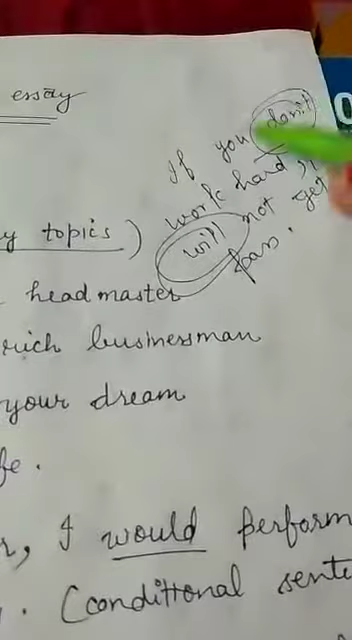 essay
If you don't
work hard,
will not get
pass.
y topics)
headmaster
rich businessman
your dream
fe.
r, I would perform
. (conditional sente